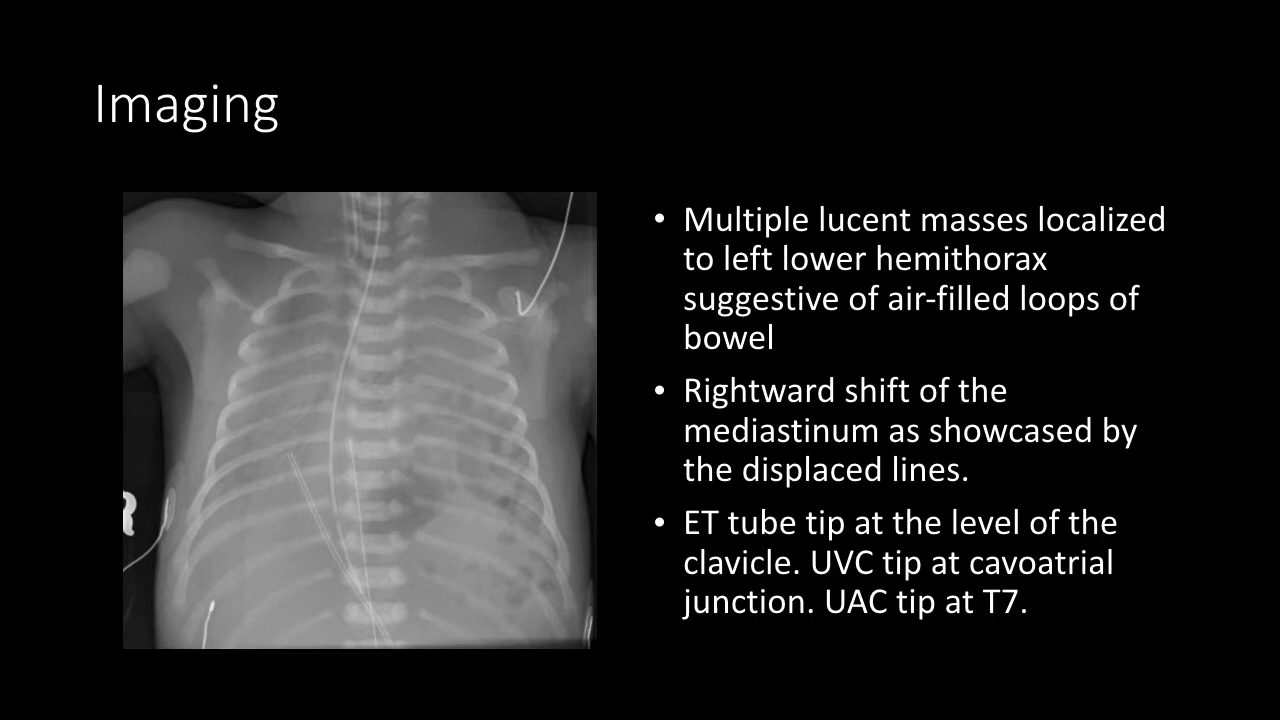 Imaging
• Multiple lucent masses localized
to left lower hemithorax
suggestive of air-filled loops of
bowel
• Rightward shift of the
mediastinum as showcased by
the displaced lines.
• ET tube tip at the level of the
clavicle. UVC tip at cavoatrial
junction. UAC tip at T7.
R